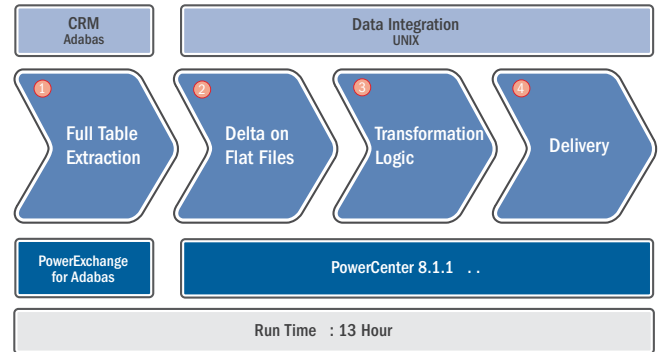 CRM
Adabas
Data Integration
UNIX
1
Full Table
Extraction
2
Delta on
Flat Files
3
Transformation
Logic
4
Delivery
PowerExchange
for Adabas
PowerCenter 8.1.1 . .
Run Time : 13 Hour